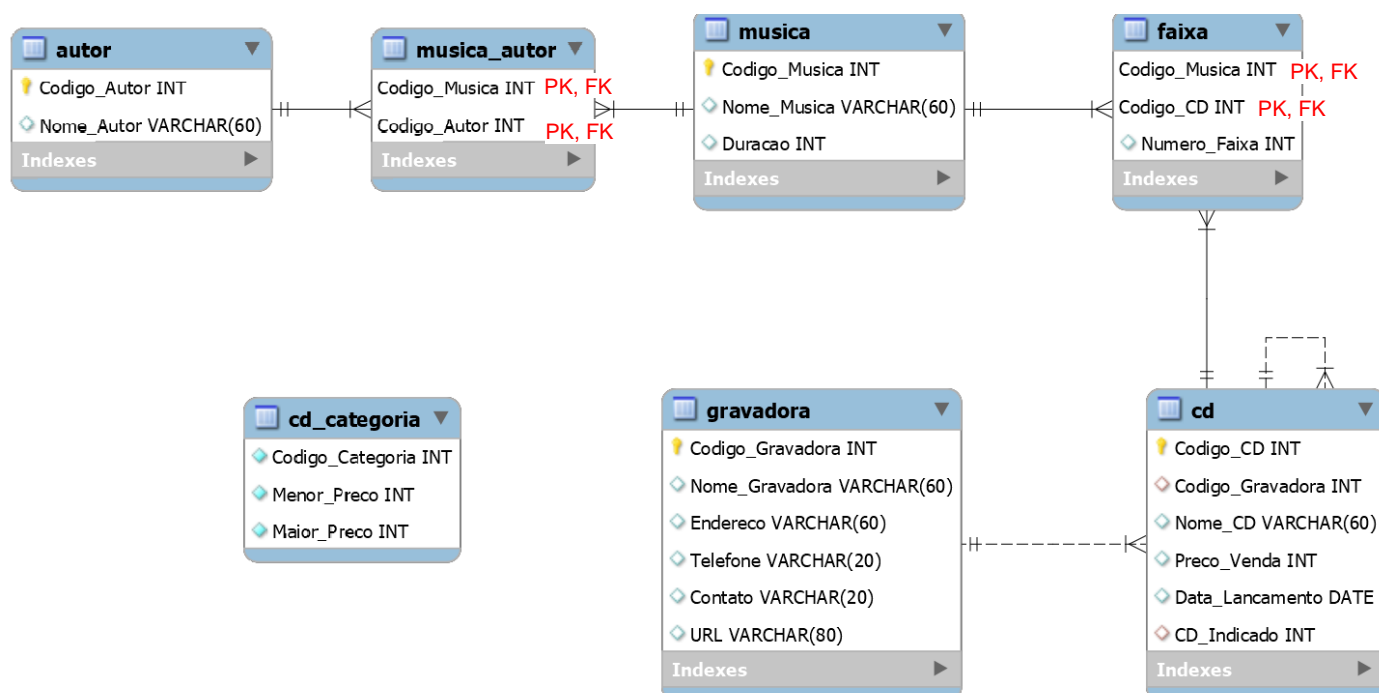 autor
Codigo_Autor INT
Nome_Autor VARCHAR(60)
Indexes
musica_autor
Codigo_Musica INT PK, FK
Codigo_Autor INT PK, FK
Indexes
musica
Codigo_Musica INT
Nome_Musica VARCHAR(60)
Duracao INT
Indexes
faixa
Codigo_Musica INT PK, FK
Codigo_CD INT PK, FK
Numero_Faixa INT
Indexes
cd_categoria
Codigo_Categoria INT
Menor_Preco INT
Maior_Preco INT
gravadora
Codigo_Gravadora INT
Nome_Gravadora VARCHAR(60)
Endereco VARCHAR(60)
Telefone VARCHAR(20)
Contato VARCHAR(20)
URL VARCHAR(80)
Indexes
cd
Codigo_CD INT
Codigo_Gravadora INT
Nome_CD VARCHAR(60)
Preco_Venda INT
Data_Lancamento DATE
CD_Indicado INT
Indexes